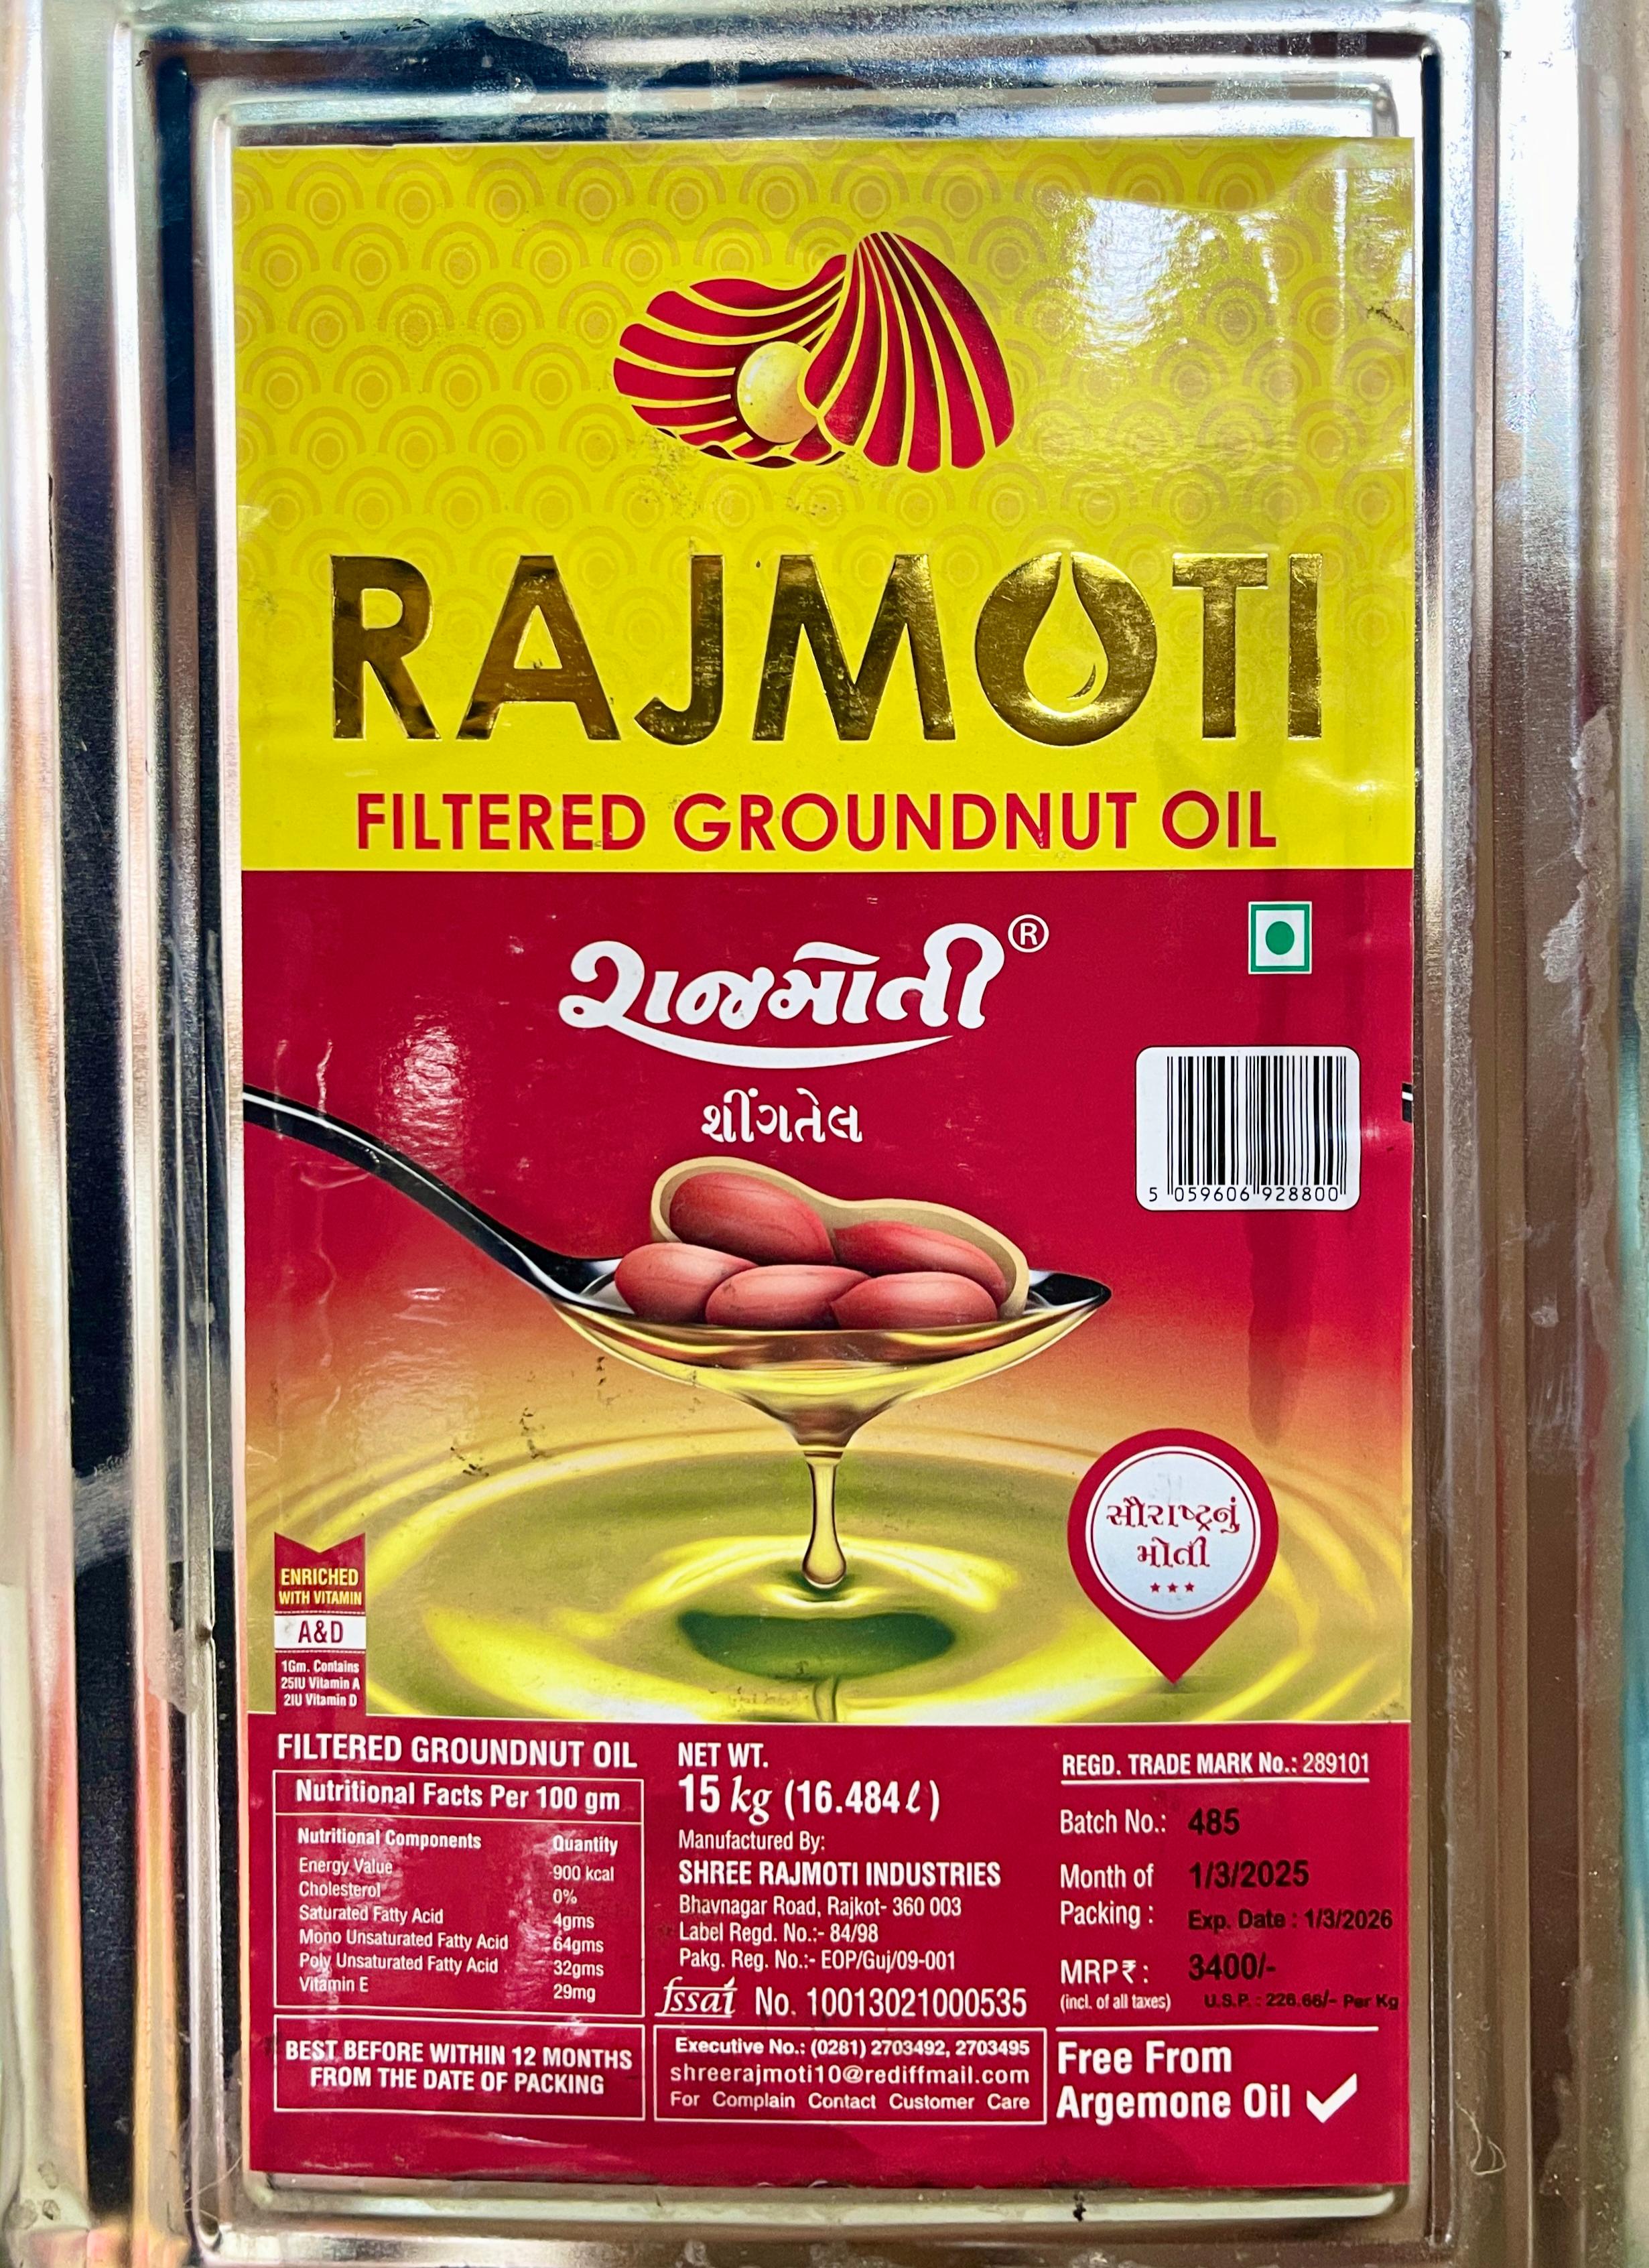 RAJMOTI
FILTERED GROUNDNUT OIL
રાજમોતી®
શીંગતેલ
5 059606 928800
સૌરાષ્ટ્રનું
મોતી
ENRICHED
WITH VITAMIN
A&D
1Gm. Contains
25IU Vitamin A
2IU Vitamin D
FILTERED GROUNDNUT OIL
Nutritional Facts Per 100 gm
Nutritional Components Quantity
Energy Value 900 kcal
Cholesterol 0%
Saturated Fatty Acid 4gms
Mono Unsaturated Fatty Acid 64gms
Poly Unsaturated Fatty Acid 32gms
Vitamin E 29mg
BEST BEFORE WITHIN 12 MONTHS
FROM THE DATE OF PACKING
NET WT.
15 kg (16.484 ℓ)
Manufactured By:
SHREE RAJMOTI INDUSTRIES
Bhavnagar Road, Rajkot- 360 003
Label Regd. No.:- 84/98
Pakg. Reg. No.:- EOP/Guj/09-001
fssai No. 10013021000535
Executive No.: (0281) 2703492, 2703495
shreerajmoti10@rediffmail.com
For Complain Contact Customer Care
REGD. TRADE MARK No.: 289101
Batch No.: 485
Month of 1/3/2025
Packing : Exp. Date : 1/3/2026
MRP₹ : 3400/-
(incl. of all taxes) U.S.P. : 226.66/- Per Kg
Free From
Argemone Oil ✓